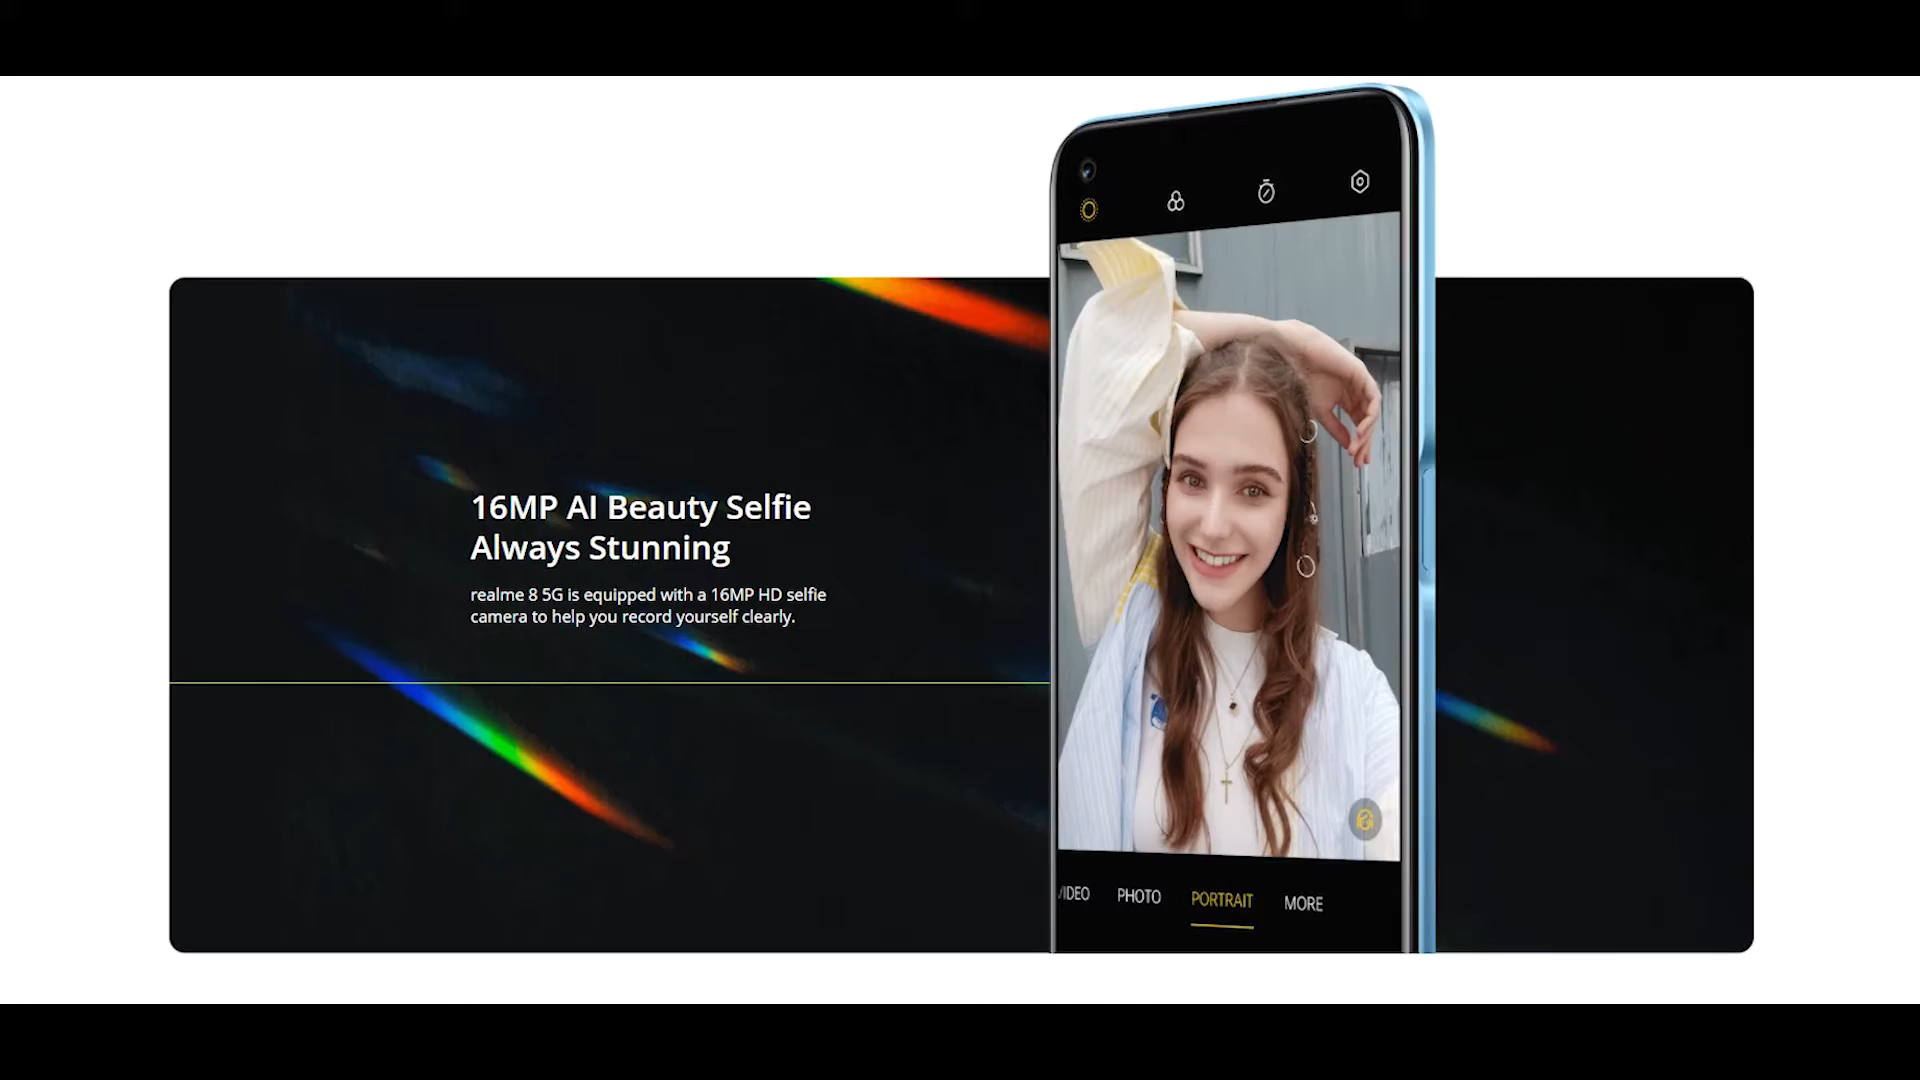 16MP AI Beauty Selfie
Always Stunning
realme 8 5G is equipped with a 16MP HD selfie
camera to help you record yourself clearly.
VIDEO PHOTO PORTRAIT MORE